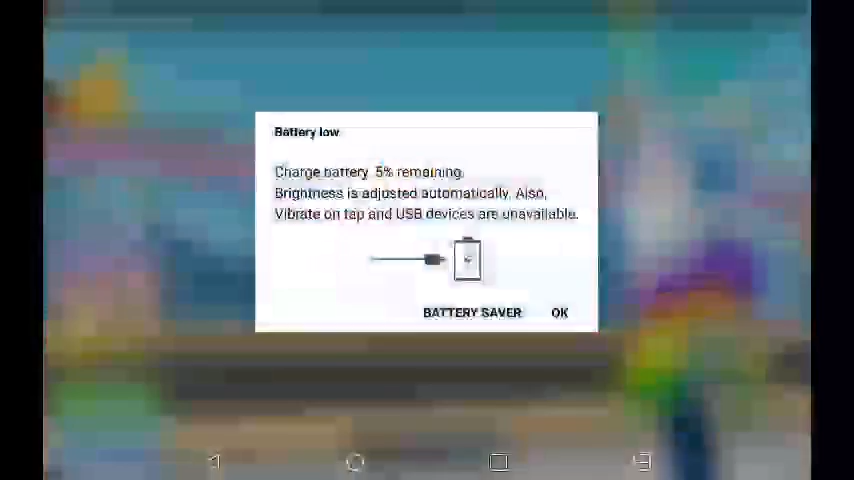 Battery low
Charge battery. 5% remaining.
Brightness is adjusted automatically. Also,
Vibrate on tap and USB devices are unavailable.
BATTERY SAVER OK